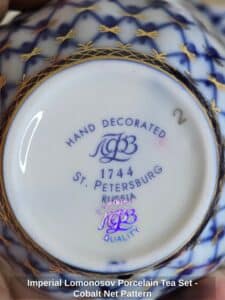 HAND DECORATED
ЛФЗ
1744
ST. PETERSBURG
RUSSIA
ЛФЗ
QUALITY
2
Imperial Lomonosov Porcelain Tea Set -
Cobalt Net Pattern